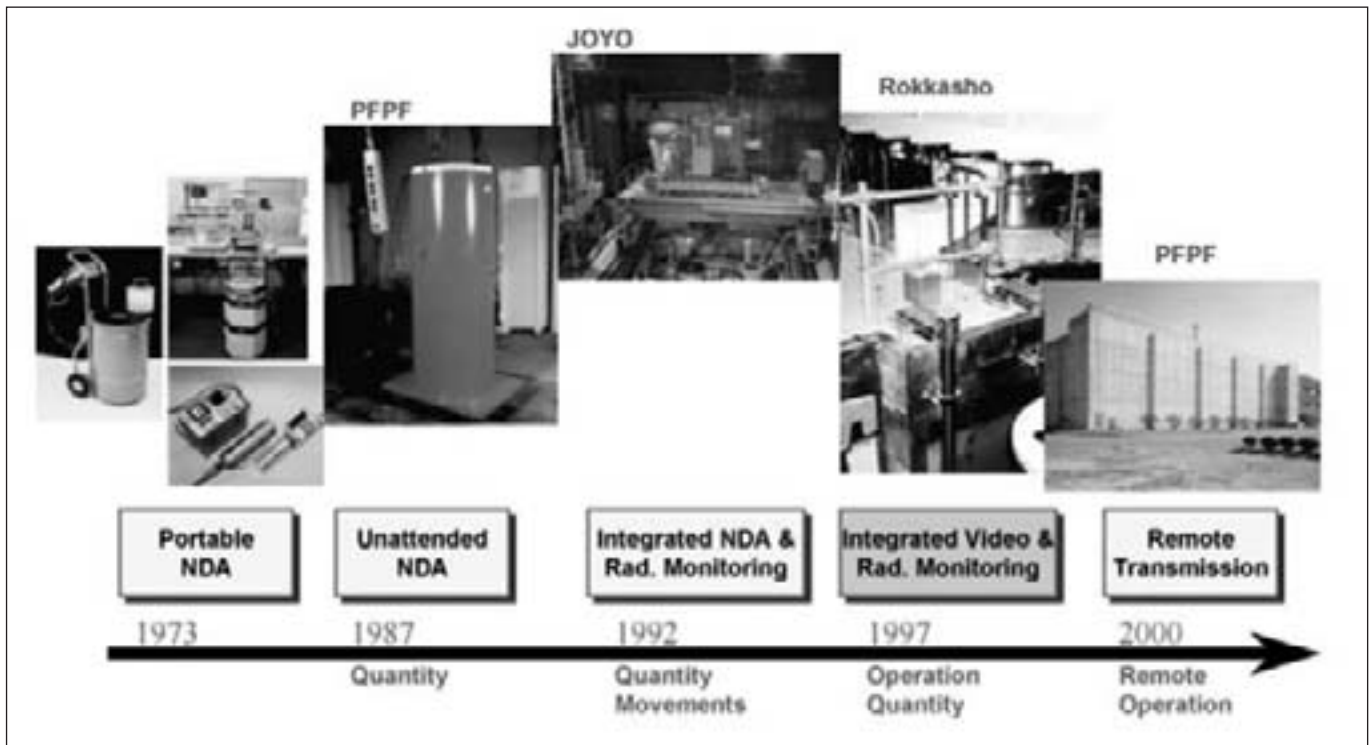 JOYO
Rokkasho
PFPF
PFPF
Portable
NDA
Unattended
NDA
Integrated NDA &
Rad. Monitoring
Integrated Video &
Rad. Monitoring
Remote
Transmission
1973
1987
1992
1997
2000
Quantity
Quantity
Movements
Operation
Quantity
Remote
Operation